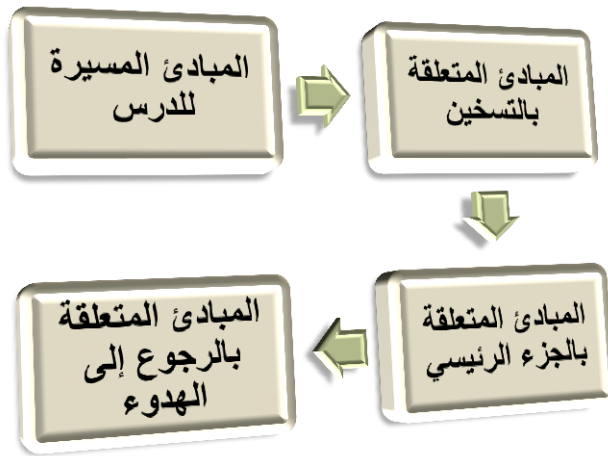 المبادئ المسيرة
للدرس
المبادئ المتعلقة
بالتسخين
المبادئ المتعلقة
بالجزء الرئيسي
المبادئ المتعلقة
بالرجوع إلى
الهدوء